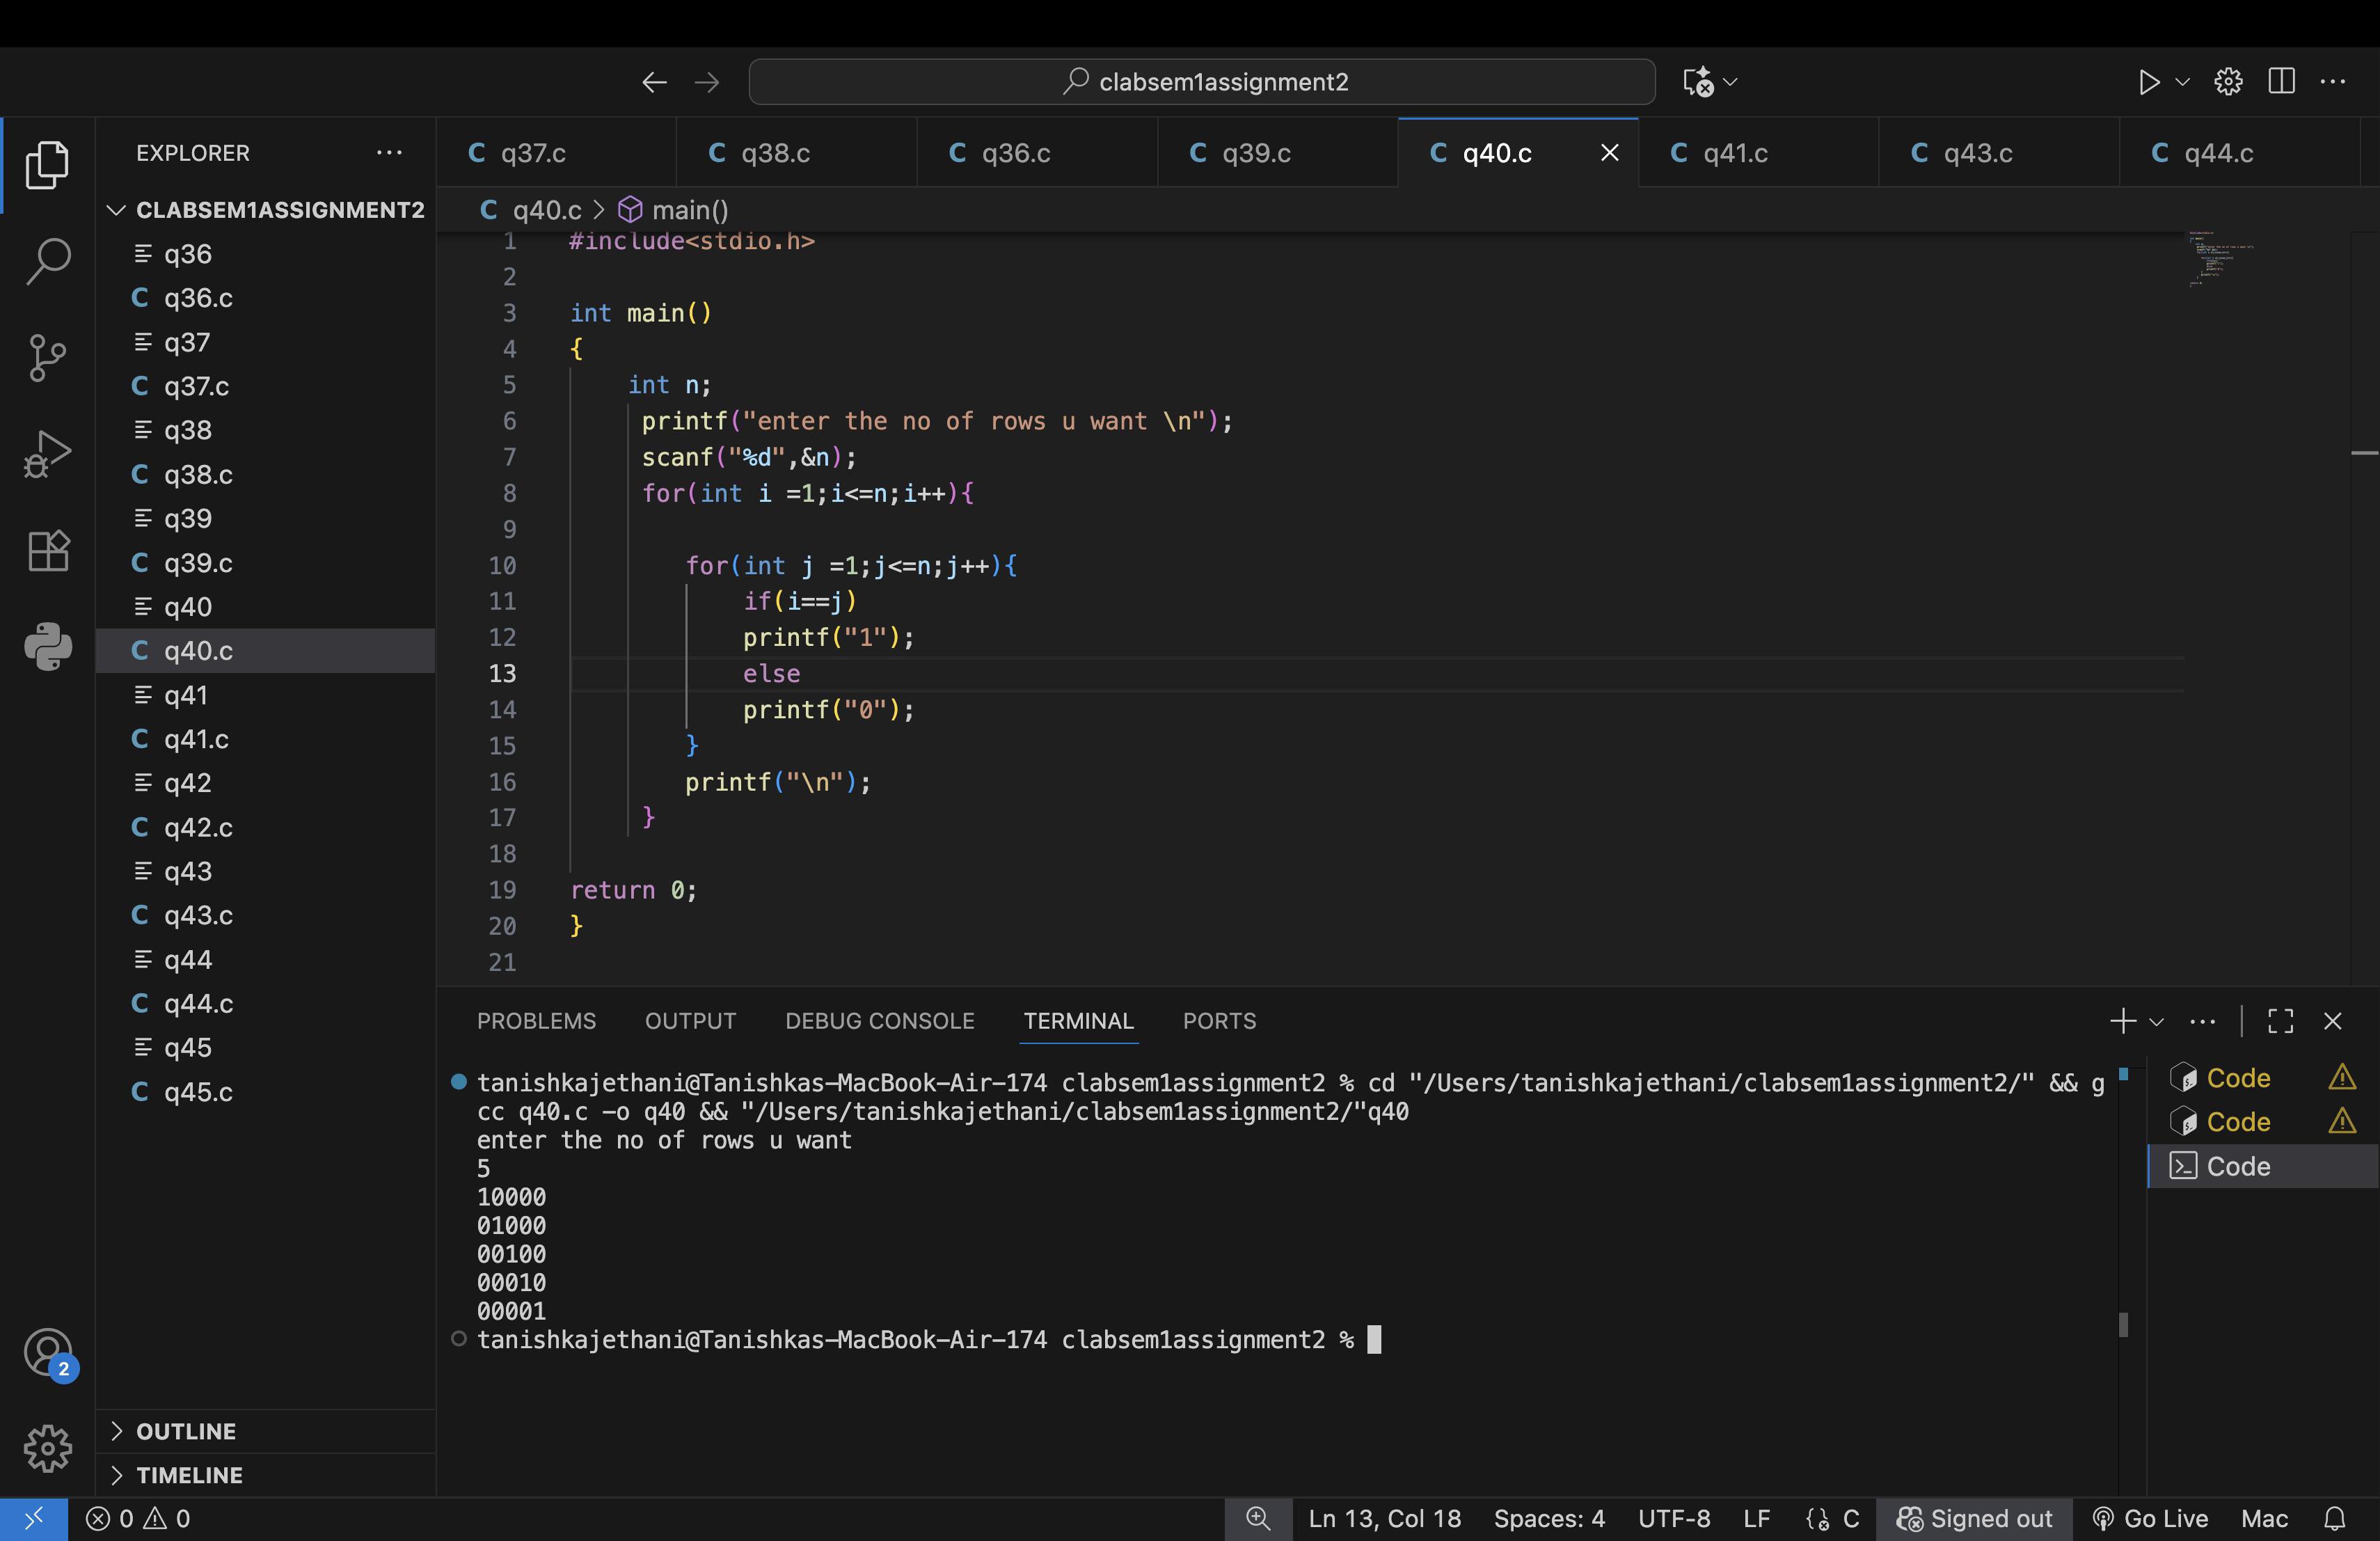 clabsem1assignment2
EXPLORER
q37.c
q38.c
q36.c
q39.c
q40.c
q41.c
q43.c
q44.c
CLABSEM1ASSIGNMENT2
q36
q36.c
q37
q37.c
q38
q38.c
q39
q39.c
q40
q40.c
q41
q41.c
q42
q42.c
q43
q43.c
q44
q44.c
q45
q45.c
OUTLINE
TIMELINE
q40.c > main()
1 #include<stdio.h>
2
3 int main()
4 {
5 int n;
6 printf("enter the no of rows u want \n");
7 scanf("%d",&n);
8 for(int i =1;i<=n;i++){
9
10 for(int j =1;j<=n;j++){
11 if(i==j)
12 printf("1");
13 else
14 printf("0");
15 }
16 printf("\n");
17 }
18
19 return 0;
20 }
21
PROBLEMS OUTPUT DEBUG CONSOLE TERMINAL PORTS
tanishkajethani@Tanishkas-MacBook-Air-174 clabsem1assignment2 % cd "/Users/tanishkajethani/clabsem1assignment2/" && g
cc q40.c -o q40 && "/Users/tanishkajethani/clabsem1assignment2/"q40
enter the no of rows u want
5
10000
01000
00100
00010
00001
tanishkajethani@Tanishkas-MacBook-Air-174 clabsem1assignment2 %
Code
Code
Code
2
0 0 Ln 13, Col 18 Spaces: 4 UTF-8 LF C Signed out Go Live Mac